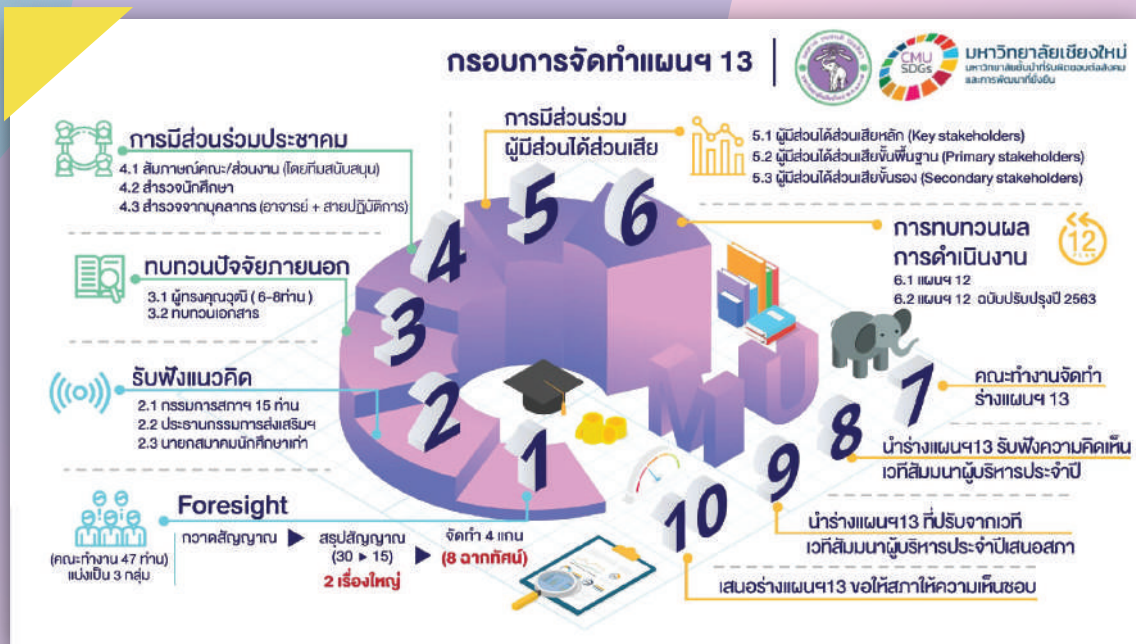 กรอบการจัดทำแผนฯ 13
CMU
SDGs
มหาวิทยาลัยเชียงใหม่
มหาวิทยาลัยชั้นนำที่รับผิดชอบต่อสังคม
และการพัฒนาที่ยั่งยืน
การมีส่วนร่วมประชาคม
4.1 สัมภาษณ์คณะ/ส่วนงาน (โดยทีมสนับสนุน)
4.2 สำรวจนักศึกษา
4.3 สำรวจจากบุคลากร (อาจารย์ + สายปฏิบัติการ)
การมีส่วนร่วม
ผู้มีส่วนได้ส่วนเสีย
5.1 ผู้มีส่วนได้ส่วนเสียหลัก (Key stakeholders)
5.2 ผู้มีส่วนได้ส่วนเสียขั้นพื้นฐาน (Primary stakeholders)
5.3 ผู้มีส่วนได้ส่วนเสียขั้นรอง (Secondary stakeholders)
การทบทวนผล
การดำเนินงาน
6.1 แผนฯ 12
6.2 แผนฯ 12 ฉบับปรับปรุงปี 2563
12
PLAN
ทบทวนปัจจัยภายนอก
3.1 ผู้ทรงคุณวุฒิ ( 6-8ท่าน )
3.2 ทบทวนเอกสาร
รับฟังแนวคิด
2.1 กรรมการสภาฯ 15 ท่าน
2.2 ประธานกรรมการส่งเสริมฯ
2.3 นายกสมาคมนักศึกษาเก่า
Foresight
(คณะทำงาน 47 ท่าน)
แบ่งเป็น 3 กลุ่ม
กวาดสัญญาณ
สรุปสัญญาณ
(30 ▸ 15)
2 เรื่องใหญ่
จัดทำ 4 แกน
(8 ฉากทัศน์)
1
2
3
4
5
6
7
8
9
10
MU
คณะทำงานจัดทำ
ร่างแผนฯ 13
นำร่างแผนฯ13 รับฟังความคิดเห็น
เวทีสัมมนาผู้บริหารประจำปี
นำร่างแผนฯ13 ที่ปรับจากเวที
เวทีสัมมนาผู้บริหารประจำปีเสนอสภา
เสนอร่างแผนฯ13 ขอให้สภาให้ความเห็นชอบ